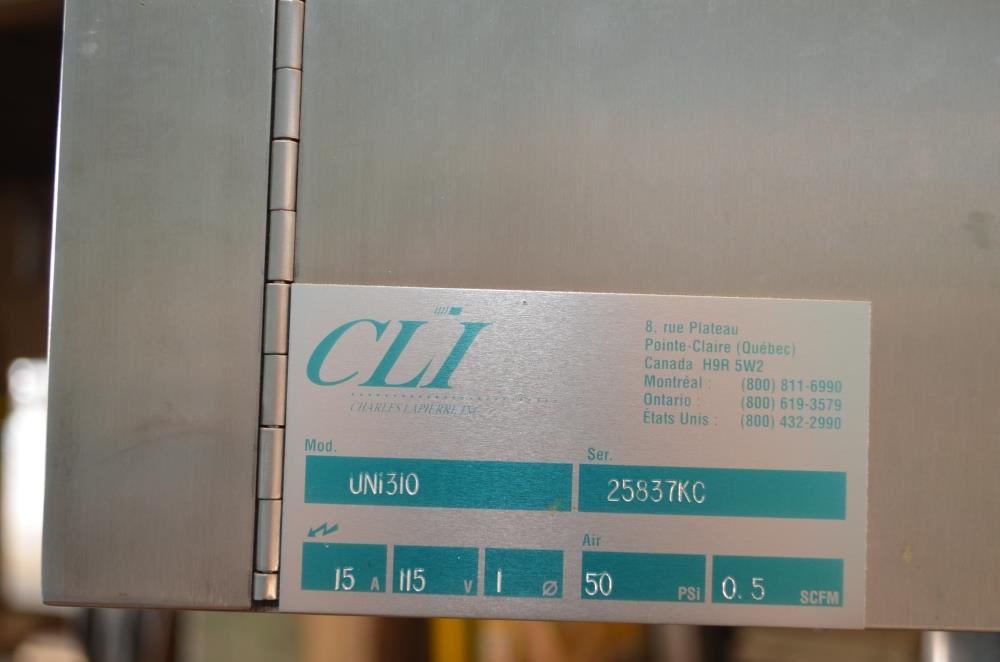 CLI
CHARLES LAPIERRE INC.
8, rue Plateau
Pointe-Claire (Québec)
Canada H9R 5W2
Montréal : (800) 811-6990
Ontario : (800) 619-3579
États Unis : (800) 432-2990
Mod.
UNI310
Ser.
25837KC
Air
15 A
115 V
1 Ø
50 PSI
0.5 SCFM